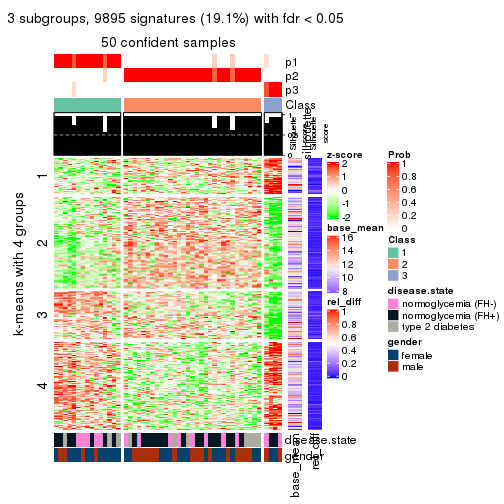 3 subgroups, 9895 signatures (19.1%) with fdr < 0.05
50 confident samples
p1
p2
p3
Class
1
0
silhouette
score
k-means with 4 groups
1
2
3
4
disease.state
gender
base_mean
rel_diff
z-score
2
1
0
-1
-2
base_mean
16
14
12
10
8
rel_diff
1
0.8
0.6
0.4
0.2
0
Prob
1
0.8
0.6
0.4
0.2
0
Class
1
2
3
disease.state
normoglycemia (FH-)
normoglycemia (FH+)
type 2 diabetes
gender
female
male